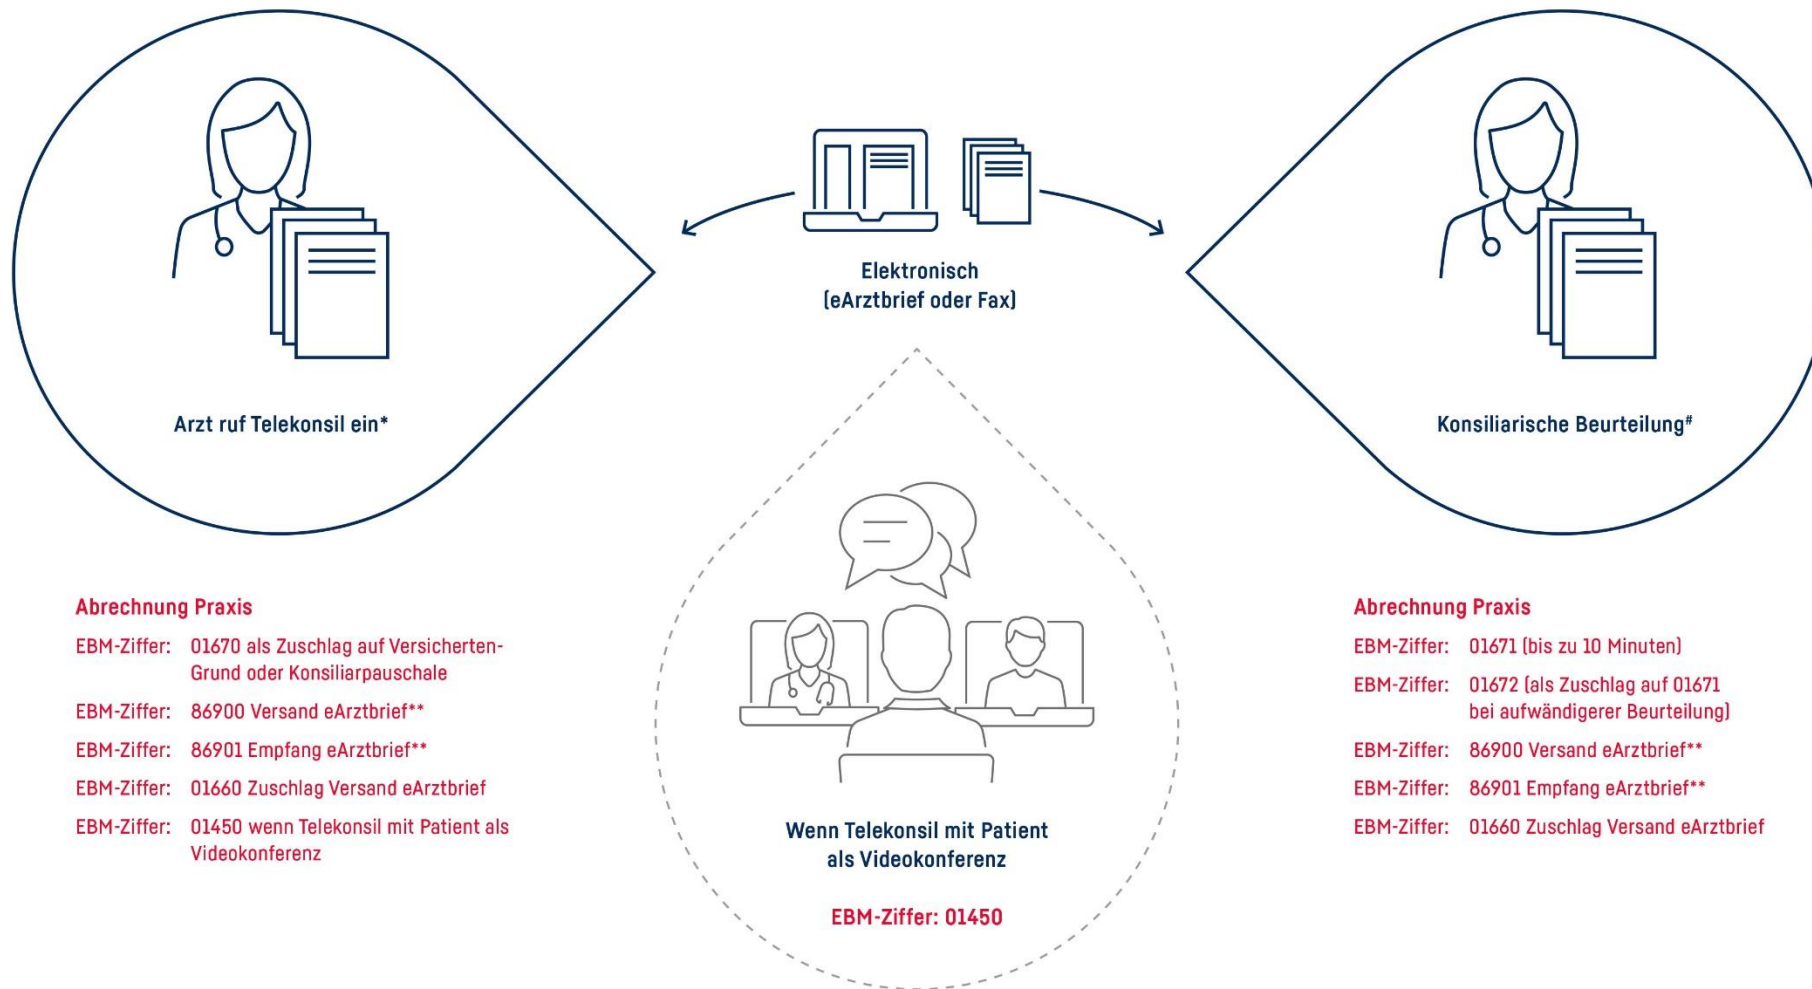 Elektronisch
(eArztbrief oder Fax)
Arzt ruf Telekonsil ein*
Konsiliarische Beurteilung#
Abrechnung Praxis
EBM-Ziffer: 01670 als Zuschlag auf Versicherten-
Grund oder Konsiliarpauschale
EBM-Ziffer: 86900 Versand eArztbrief**
EBM-Ziffer: 86901 Empfang eArztbrief**
EBM-Ziffer: 01660 Zuschlag Versand eArztbrief
EBM-Ziffer: 01450 wenn Telekonsil mit Patient als
Videokonferenz
Wenn Telekonsil mit Patient
als Videokonferenz
EBM-Ziffer: 01450
Abrechnung Praxis
EBM-Ziffer: 01671 (bis zu 10 Minuten)
EBM-Ziffer: 01672 (als Zuschlag auf 01671
bei aufwändigerer Beurteilung)
EBM-Ziffer: 86900 Versand eArztbrief**
EBM-Ziffer: 86901 Empfang eArztbrief**
EBM-Ziffer: 01660 Zuschlag Versand eArztbrief